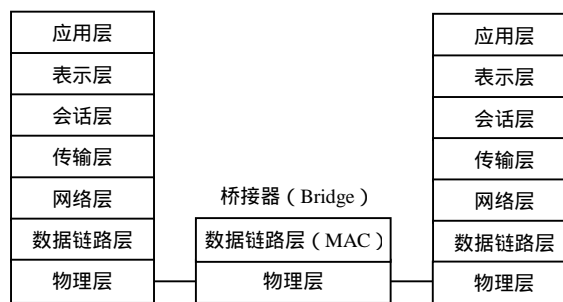 应用层
表示层
会话层
传输层
网络层
数据链路层
物理层
桥接器（Bridge）
数据链路层（MAC）
物理层
应用层
表示层
会话层
传输层
网络层
数据链路层
物理层